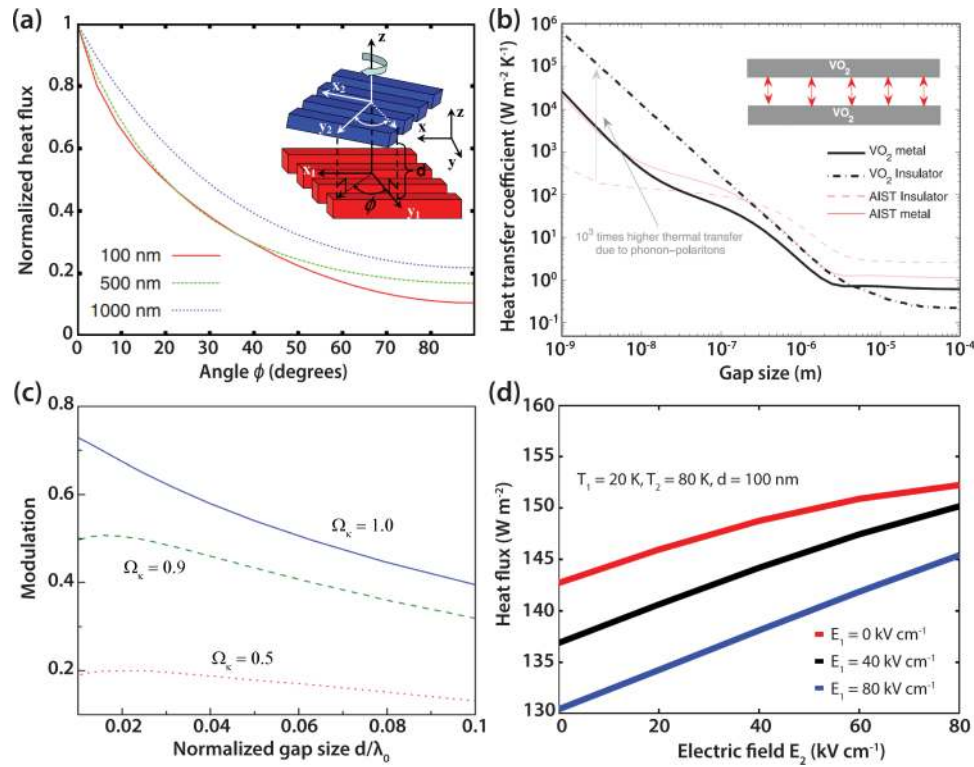 (a)
Normalized heat flux
1
0.8
0.6
0.4
0.2
0
0 10 20 30 40 50 60 70 80
Angle ϕ (degrees)
100 nm
500 nm
1000 nm
z
x₂
y₂
z
x
y
d
x₁
ϕ
y₁
(b)
Heat transfer coefficient (W m⁻² K⁻¹)
10⁶
10⁵
10⁴
10³
10²
10¹
10⁰
10⁻¹
10⁻⁹ 10⁻⁸ 10⁻⁷ 10⁻⁶ 10⁻⁵ 10⁻⁴
Gap size (m)
VO₂
VO₂
VO₂ metal
VO₂ Insulator
AIST Insulator
AIST metal
10³ times higher thermal transfer
due to phonon–polaritons
(c)
Modulation
0.8
0.6
0.4
0.2
0.02 0.04 0.06 0.08 0.1
Normalized gap size d/λ₀
Ωκ = 1.0
Ωκ = 0.9
Ωκ = 0.5
(d)
Heat flux (W m⁻²)
160
155
150
145
143
135
130
0 20 40 60 80
Electric field E₂ (kV cm⁻¹)
T₁ = 20 K, T₂ = 80 K, d = 100 nm
E₁ = 0 kV cm⁻¹
E₁ = 40 kV cm⁻¹
E₁ = 80 kV cm⁻¹